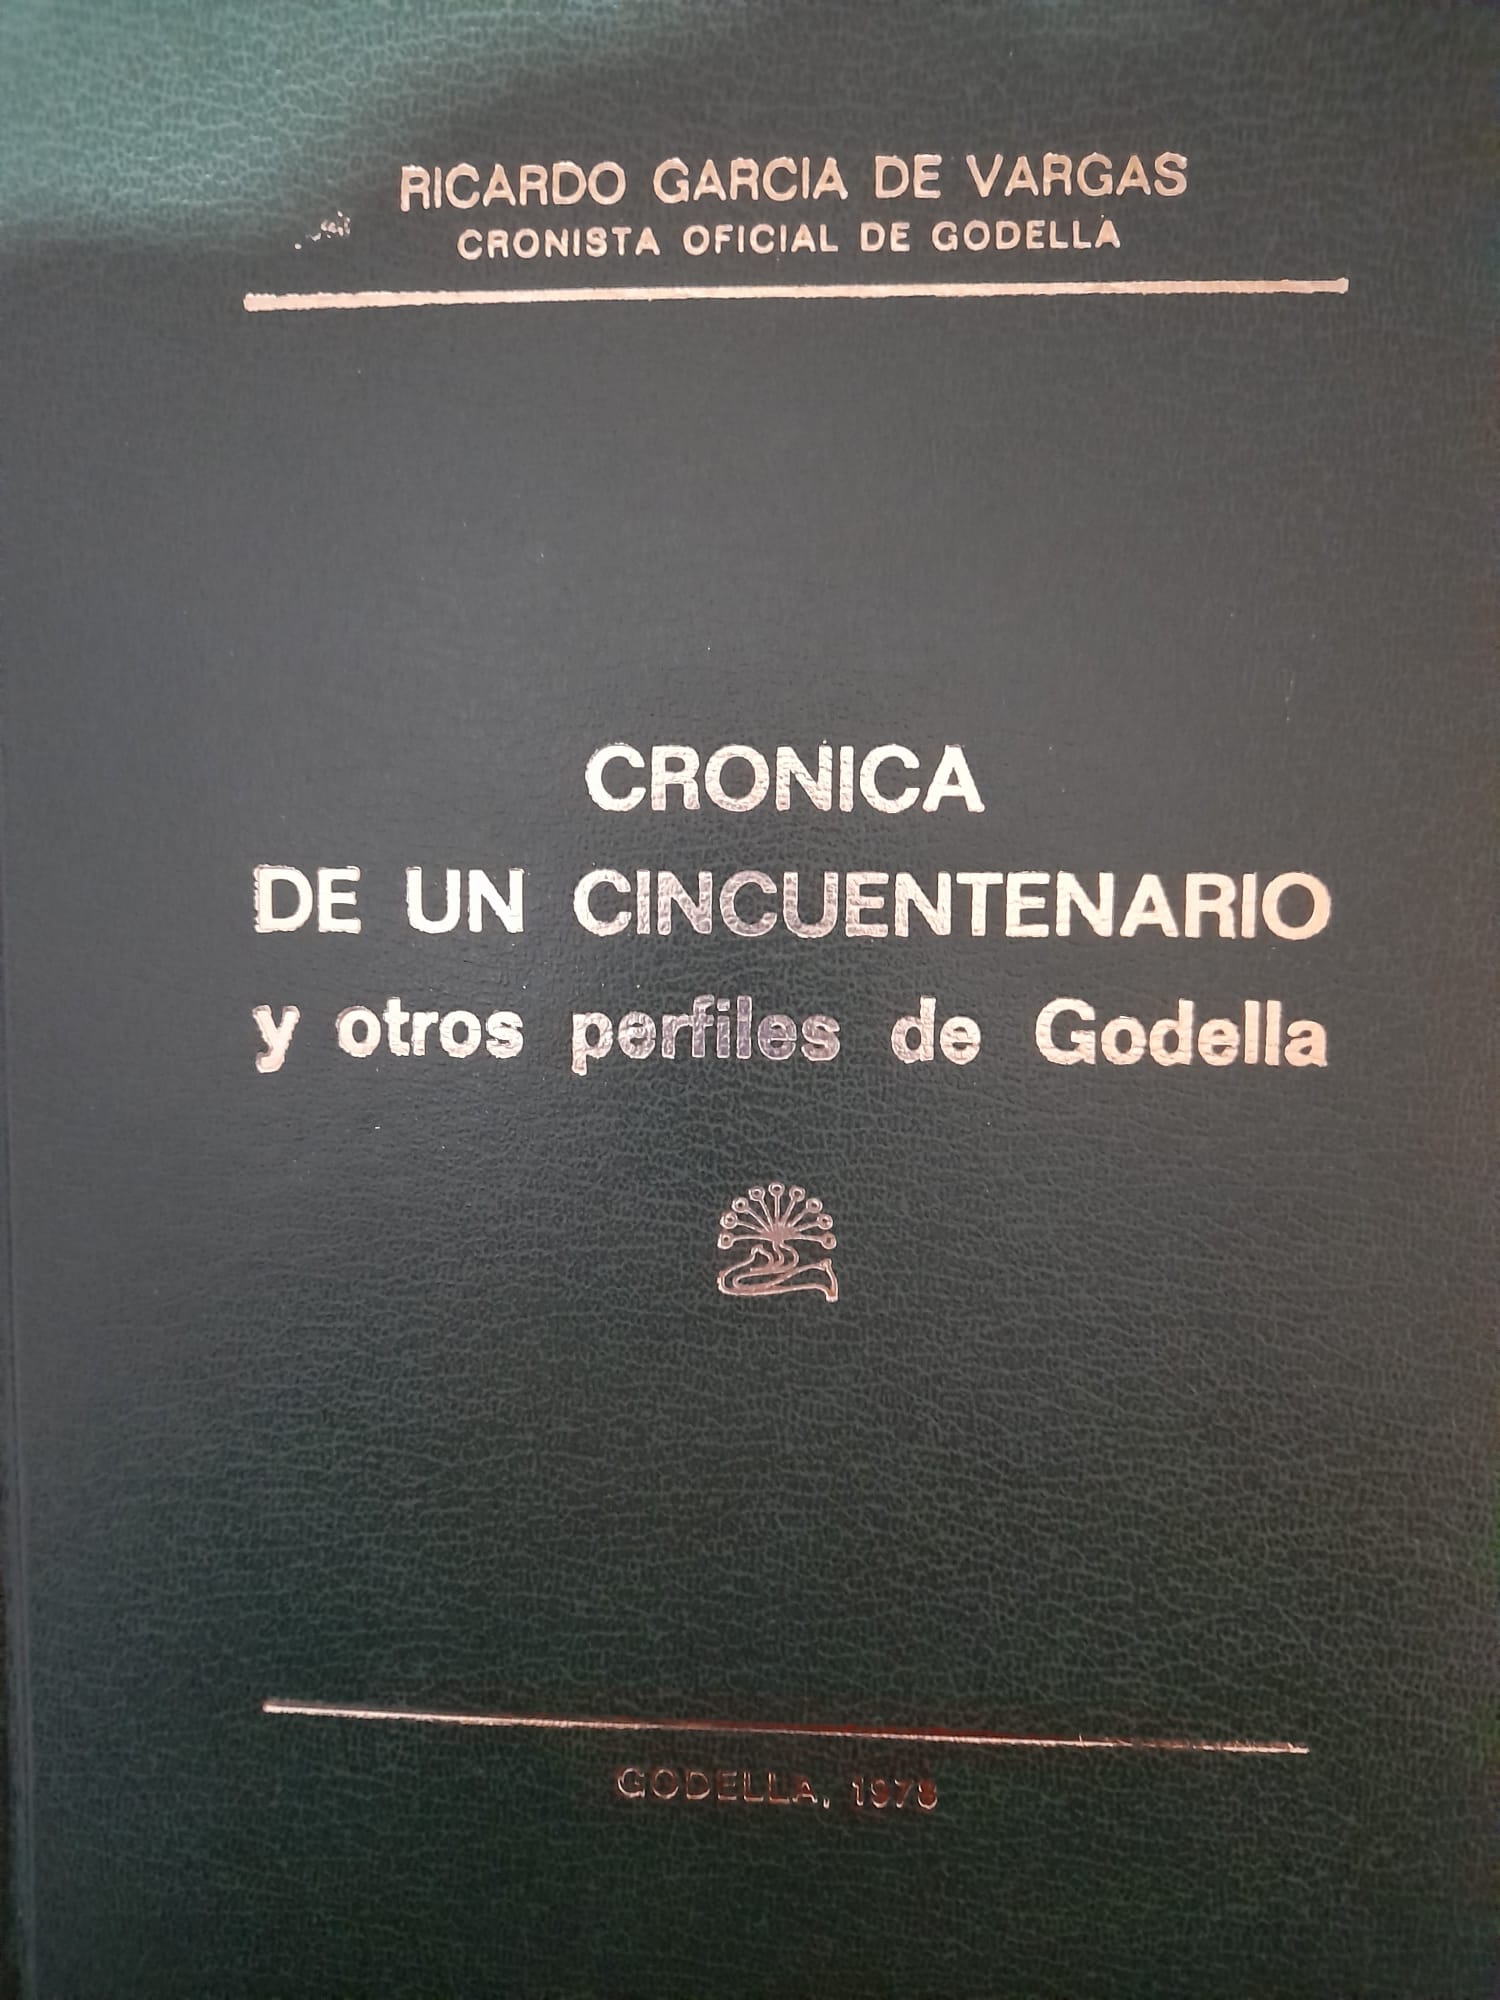 RICARDO GARCIA DE VARGAS
CRONISTA OFICIAL DE GODELLA
CRONICA
DE UN CINCUENTENARIO
y otros perfiles de Godella
GODELLA, 1978